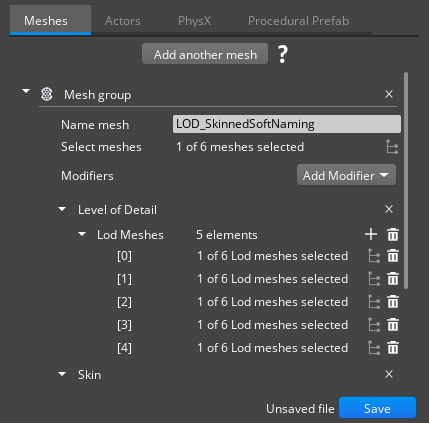 Meshes Actors PhysX Procedural Prefab
Add another mesh ?
Mesh group
Name mesh LOD_SkinnedSoftNaming
Select meshes 1 of 6 meshes selected
Modifiers Add Modifier
Level of Detail
Lod Meshes 5 elements
[0] 1 of 6 Lod meshes selected
[1] 1 of 6 Lod meshes selected
[2] 1 of 6 Lod meshes selected
[3] 1 of 6 Lod meshes selected
[4] 1 of 6 Lod meshes selected
Skin
Unsaved file Save